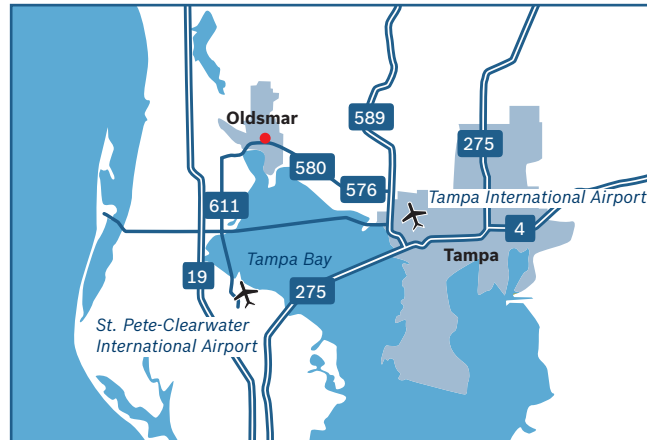 Oldsmar
589
275
580
576
Tampa International Airport
611
4
Tampa Bay
Tampa
19
275
St. Pete-Clearwater
International Airport